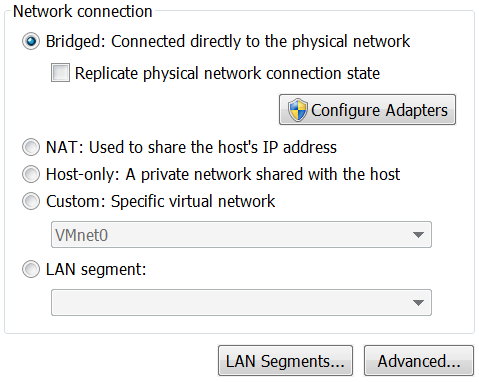 Network connection
Bridged: Connected directly to the physical network
Replicate physical network connection state
Configure Adapters
NAT: Used to share the host's IP address
Host-only: A private network shared with the host
Custom: Specific virtual network
VMnet0
LAN segment:
LAN Segments... Advanced...